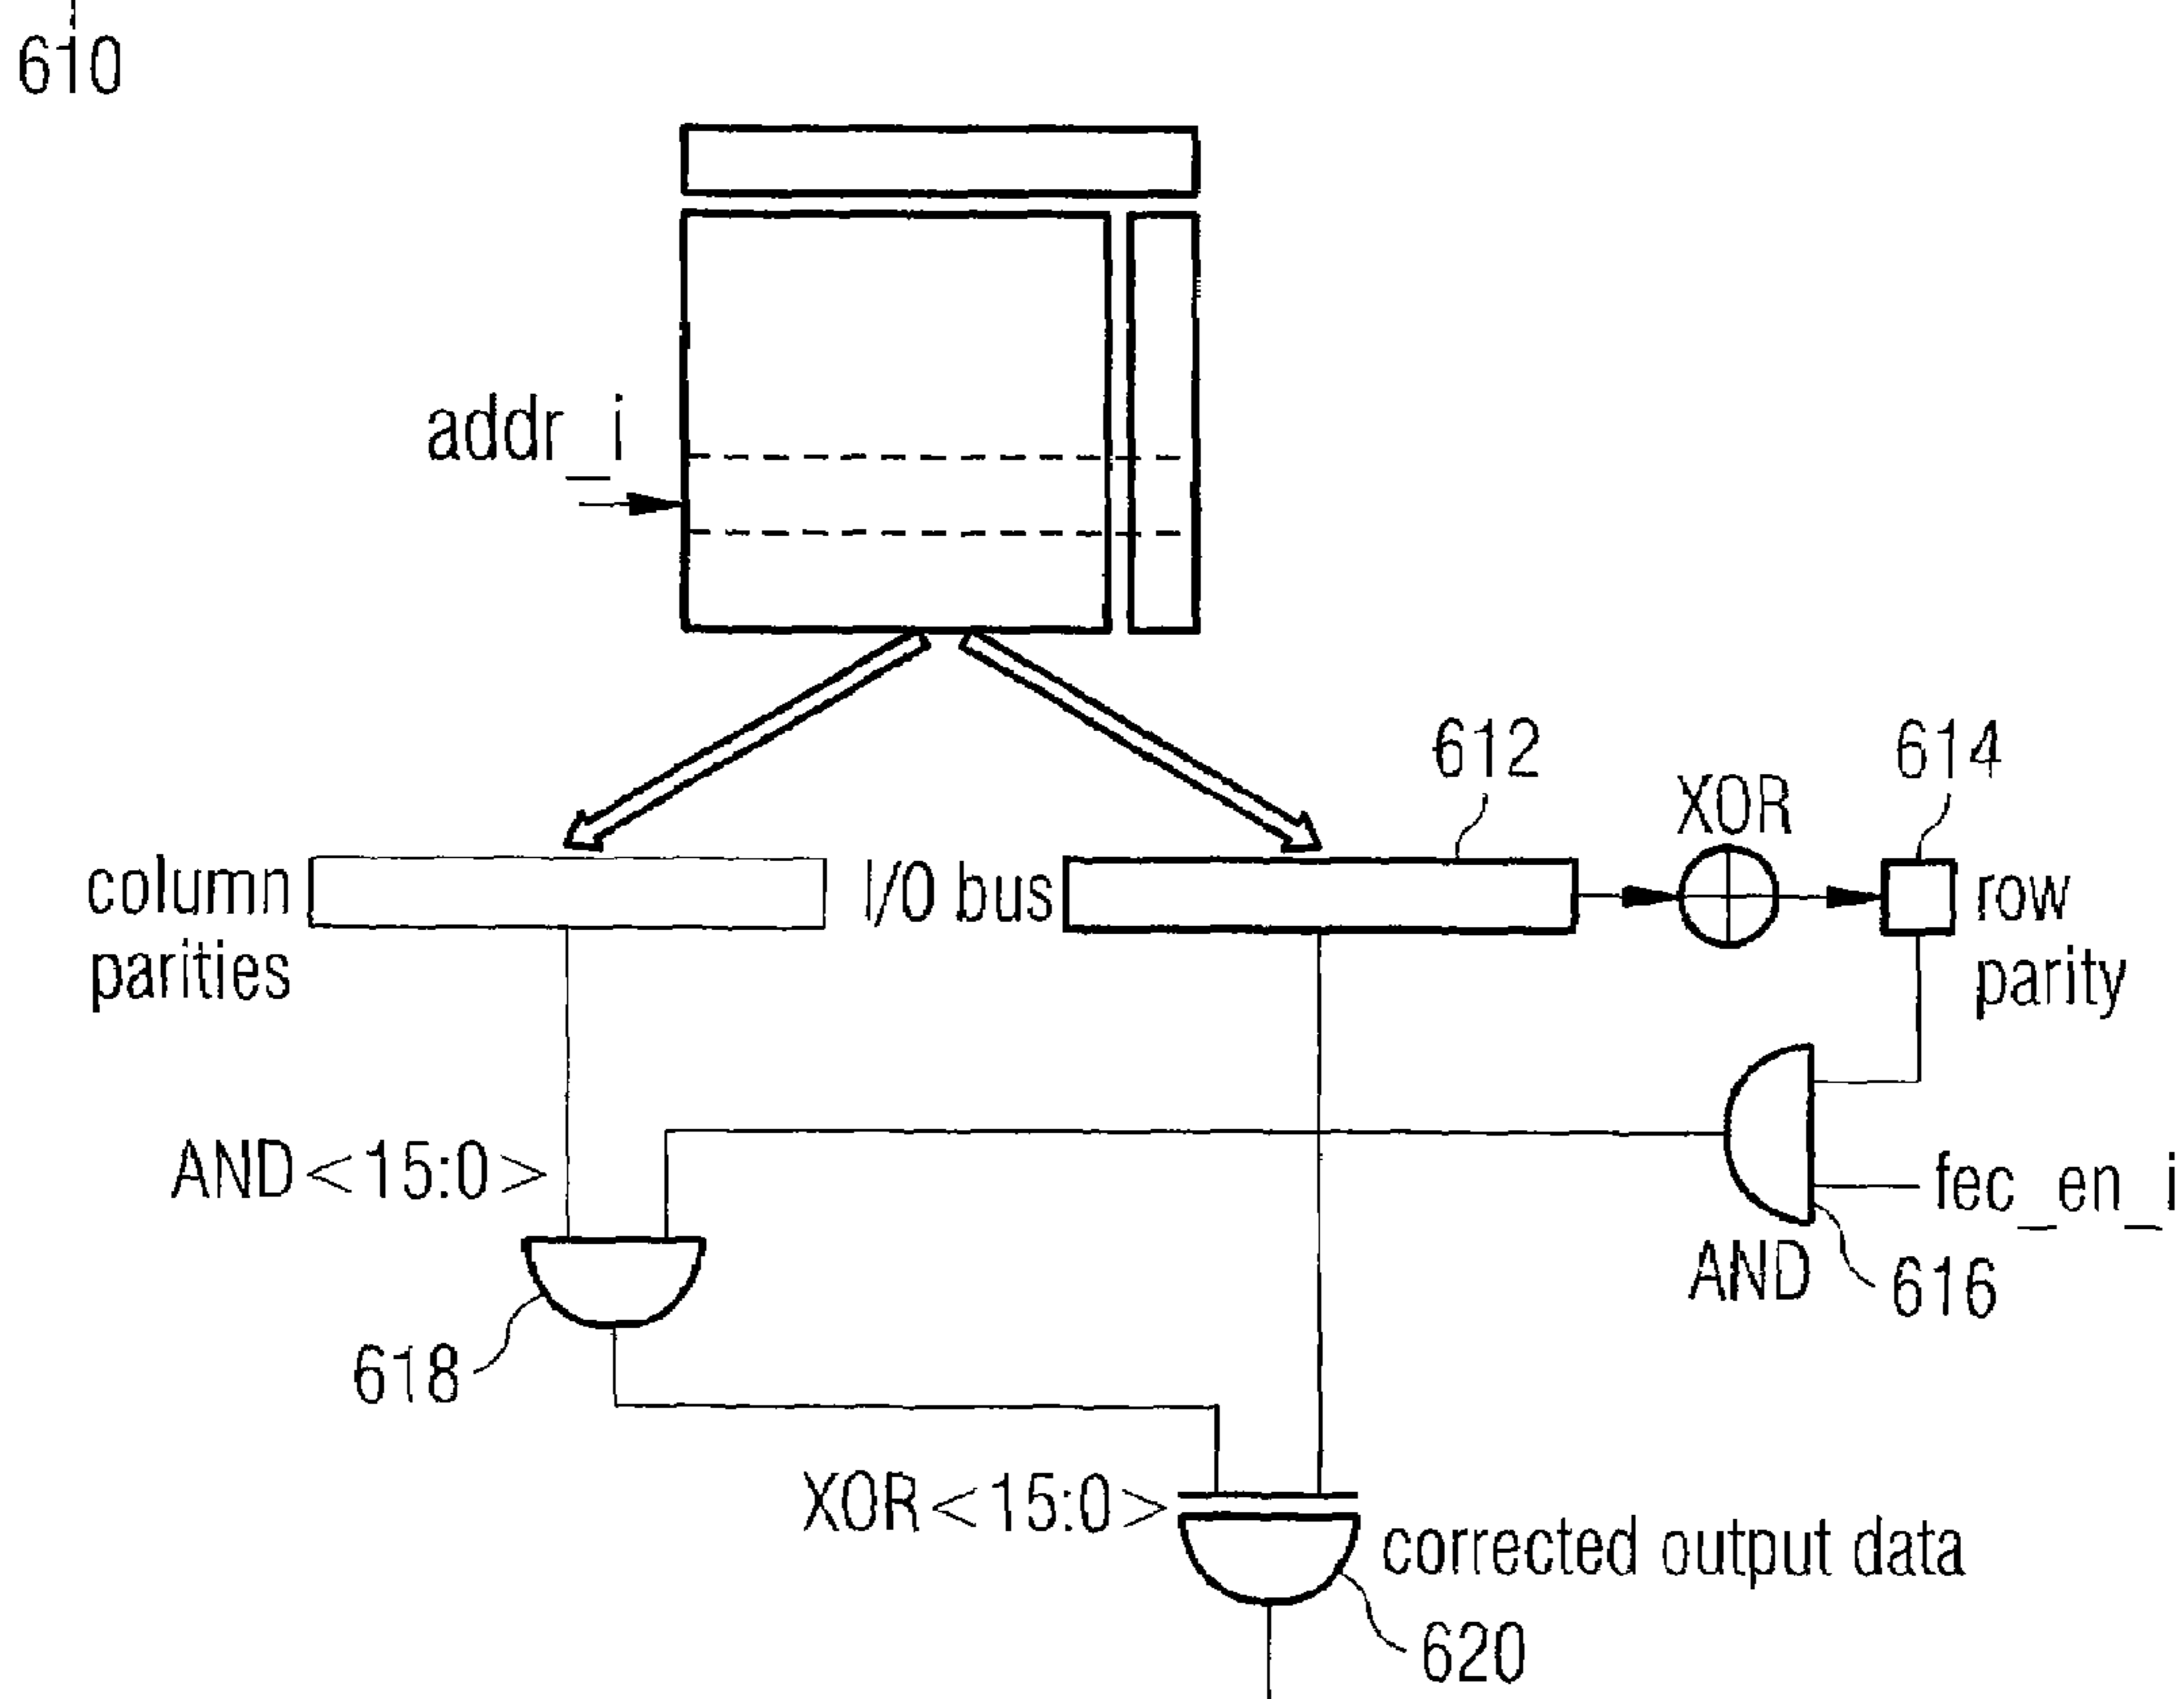 610
addr_i
612
614
XOR
column
parities
I/O bus
row
parity
AND<15:0>
fec_en_i
AND
616
618
XOR<15:0>
corrected output data
620